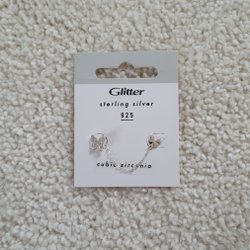 Glitter
sterling silver
925
cubic zirconia